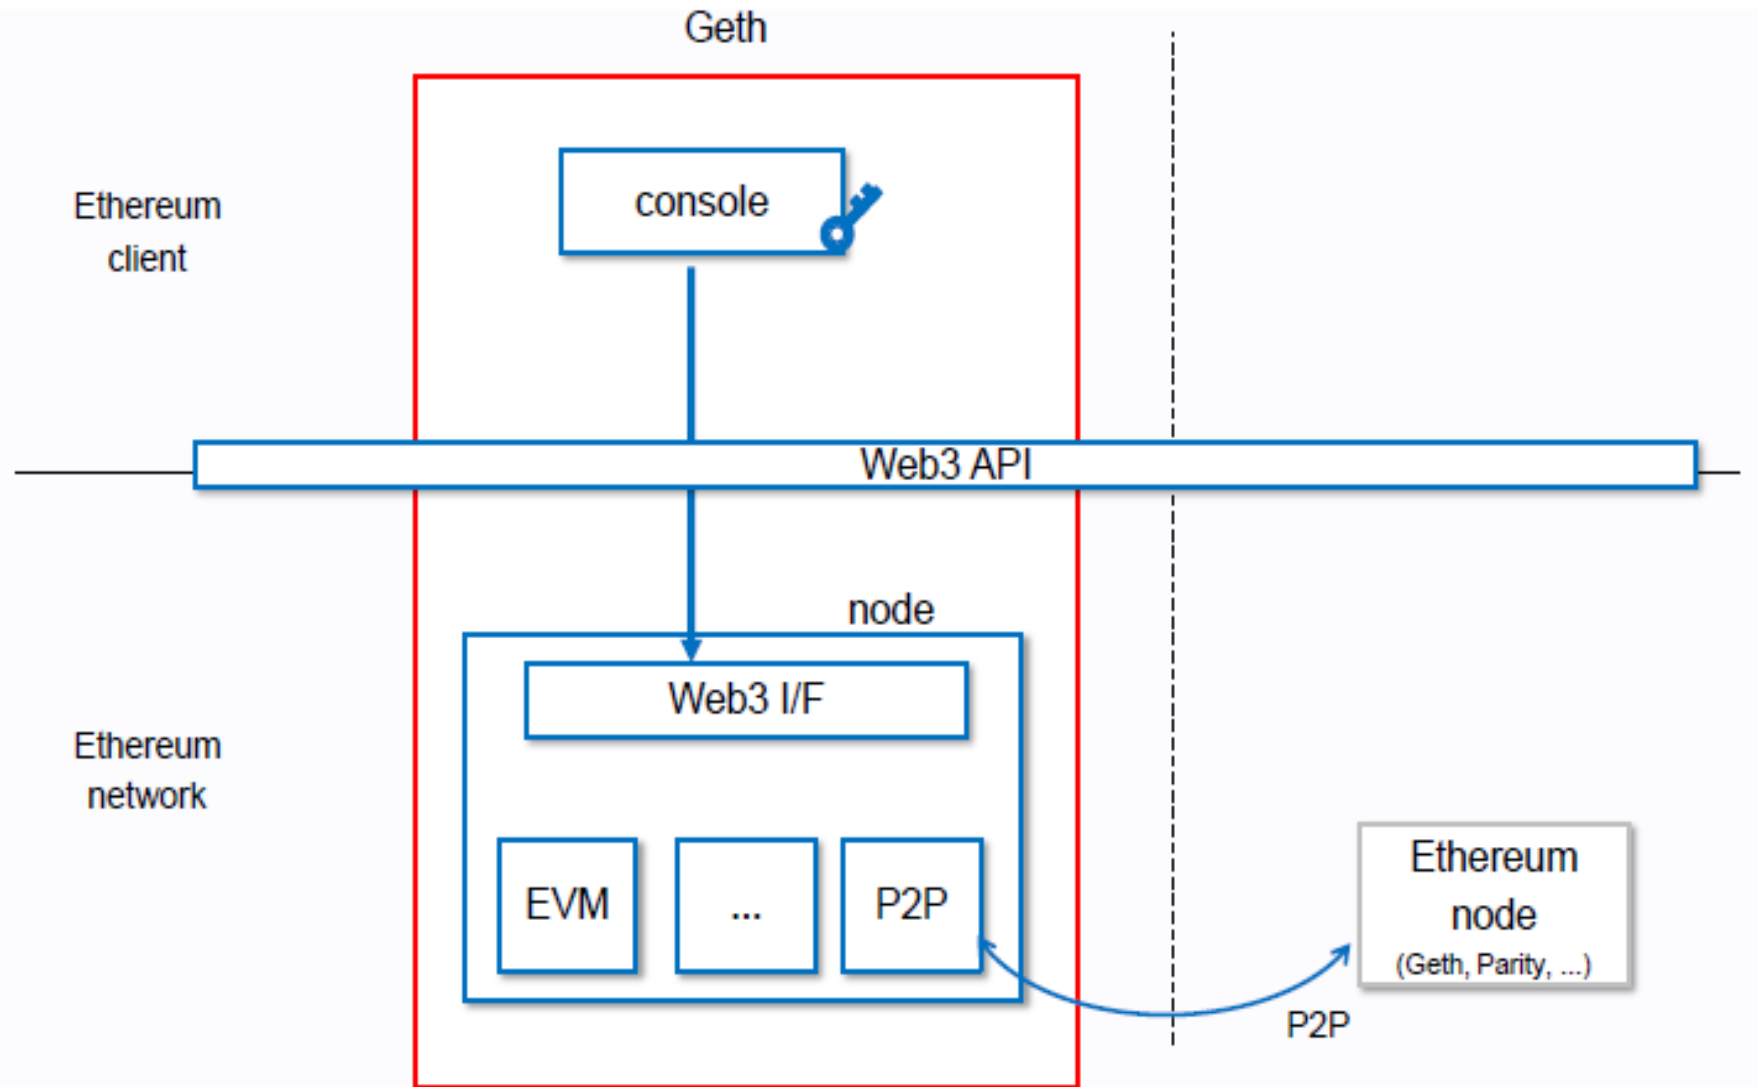 Geth
console
Ethereum
client
Web3 API
node
Web3 I/F
Ethereum
network
EVM
...
P2P
Ethereum
node
(Geth, Parity, ...)
P2P